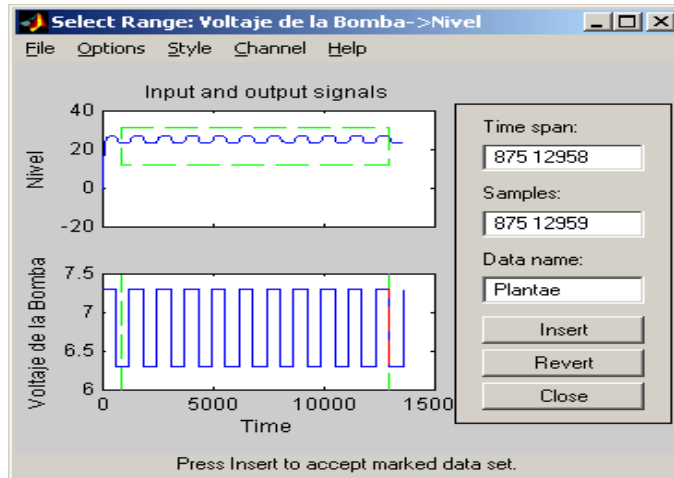 Select Range: Voltaje de la Bomba->Nivel
File Options Style Channel Help
Input and output signals
40
20
0
-20
Nivel
7.5
7
6.5
6
Voltaje de la Bomba
0 5000 10000 1500
Time
Time span:
875 12958
Samples:
875 12959
Data name:
Plantae
Insert
Revert
Close
Press Insert to accept marked data set.